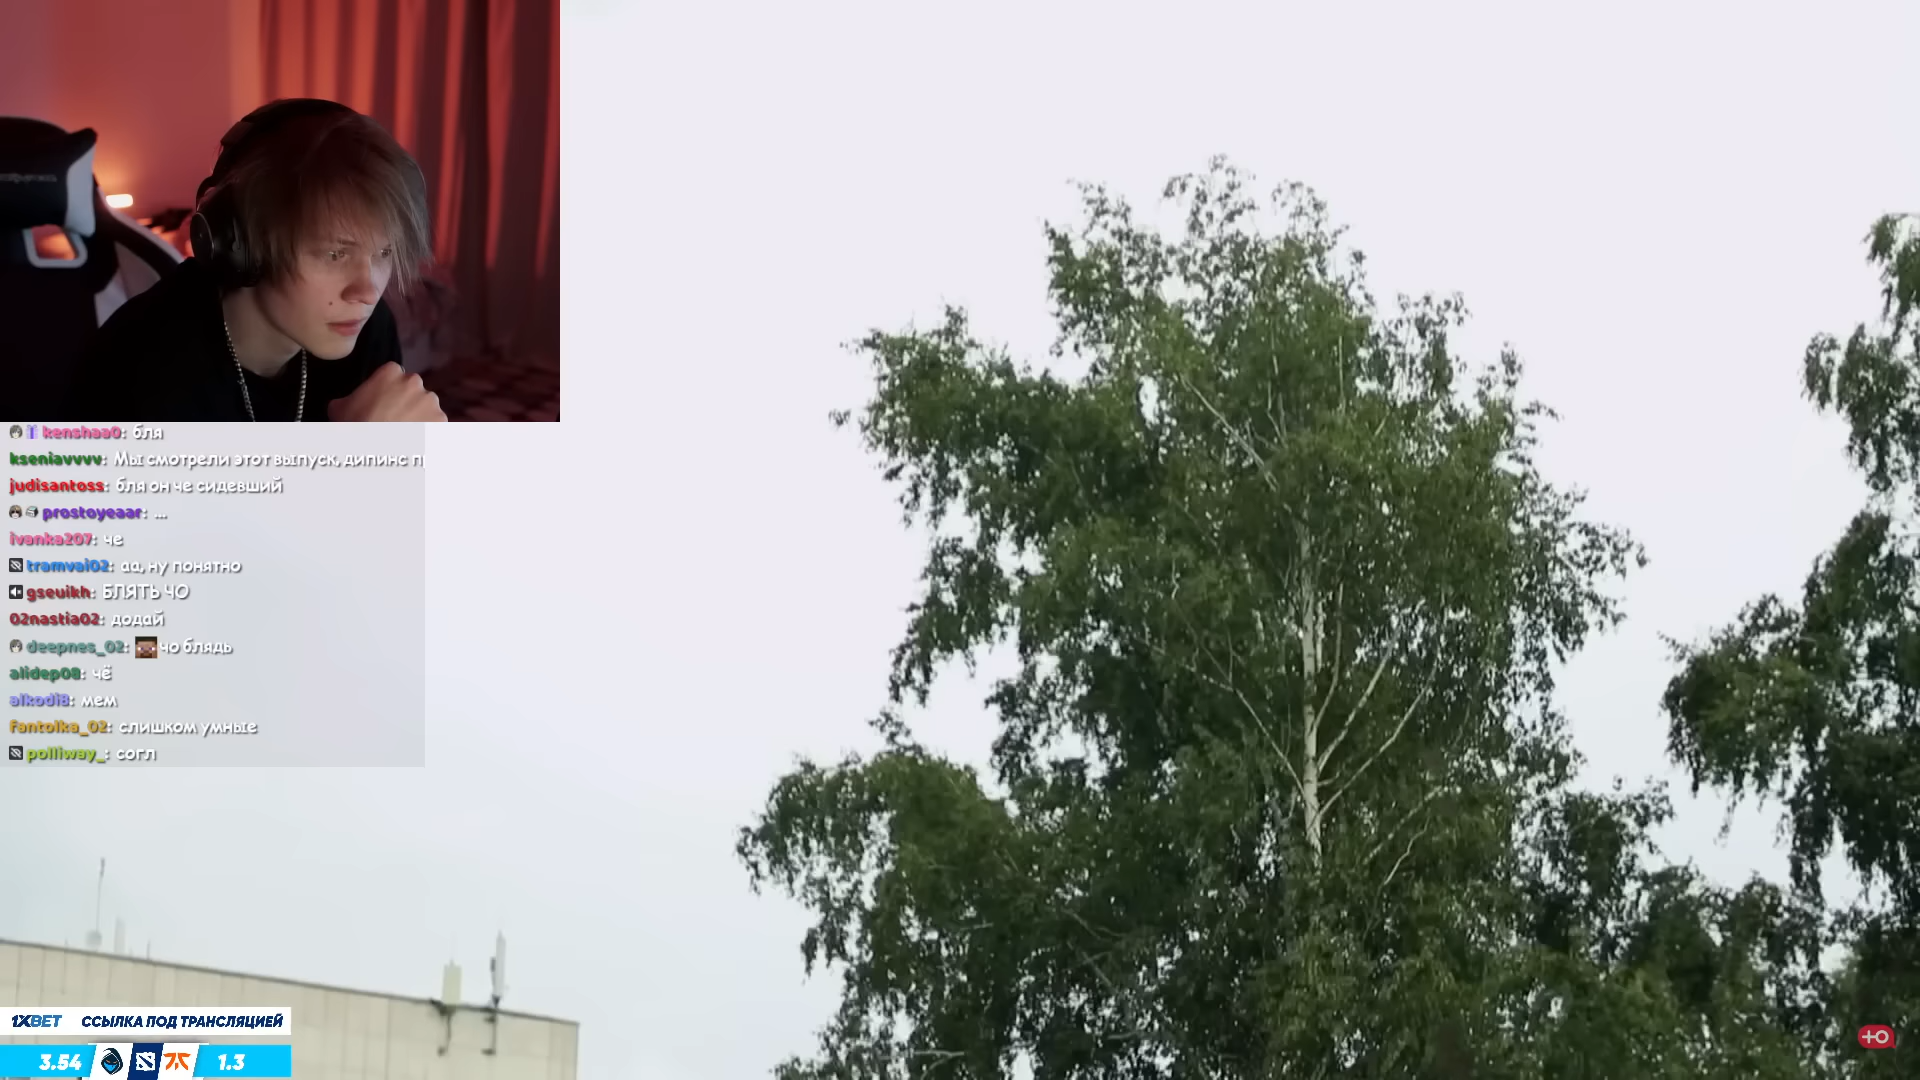 kenshaa0: бля
kseniavvvv: Мы смотрели этот выпуск, дипинс п
judisantoss: бля он че сидевший
prostoyeaar: ...
ivanka207: че
tramvai02: аа, ну понятно
gseuikh: БЛЯТЬ ЧО
02nastia02: додай
deepnes_02: чо блядь
alidep08: чё
alkodi8: мем
fantolka_02: слишком умные
polliway_: согл
1XBET ССЫЛКА ПОД ТРАНСЛЯЦИЕЙ
3.54 1.3
Ю